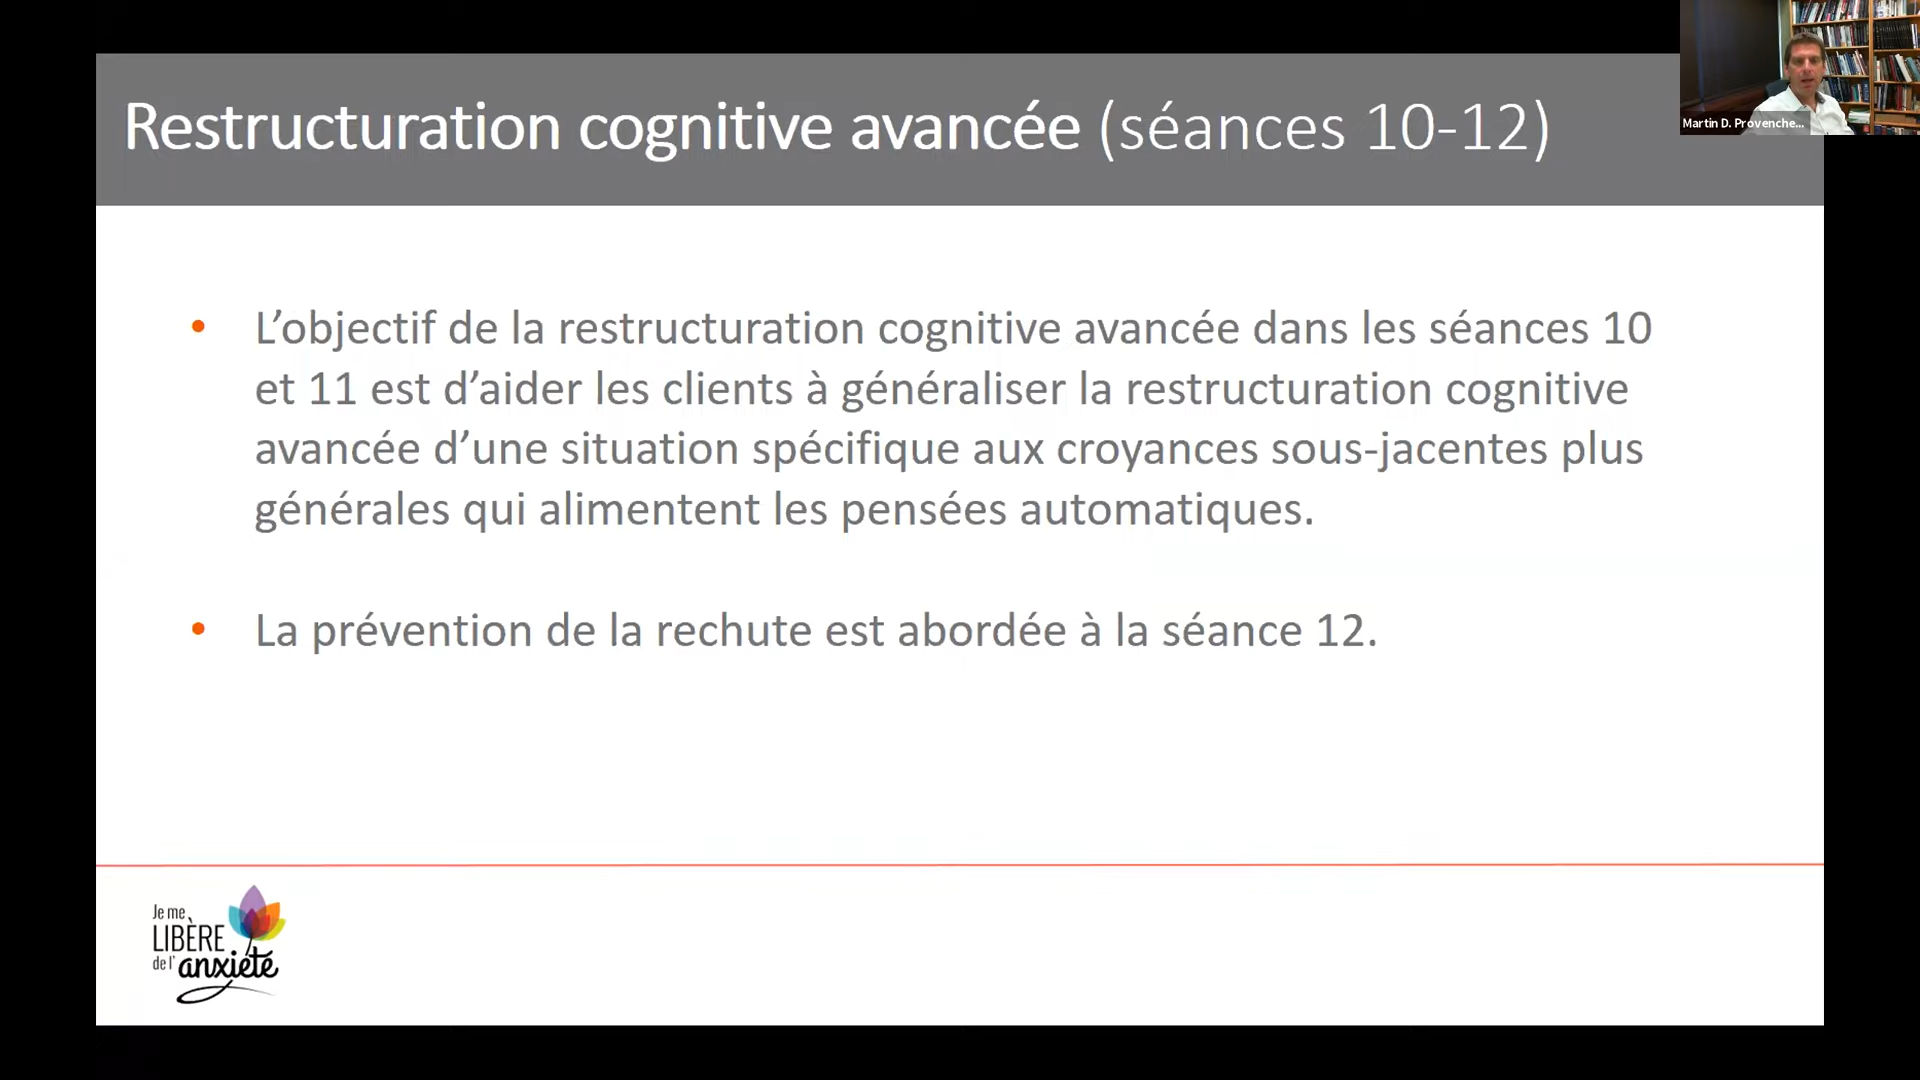 Restructuration cognitive avancée (séances 10-12)
Martin D. Provenche...
• L’objectif de la restructuration cognitive avancée dans les séances 10
et 11 est d’aider les clients à généraliser la restructuration cognitive
avancée d’une situation spécifique aux croyances sous-jacentes plus
générales qui alimentent les pensées automatiques.
• La prévention de la rechute est abordée à la séance 12.
Je me
LIBÈRE
de l’anxiété